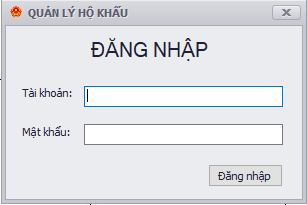 QUẢN LÝ HỘ KHẨU
ĐĂNG NHẬP
Tài khoản:
Mật khẩu:
Đăng nhập